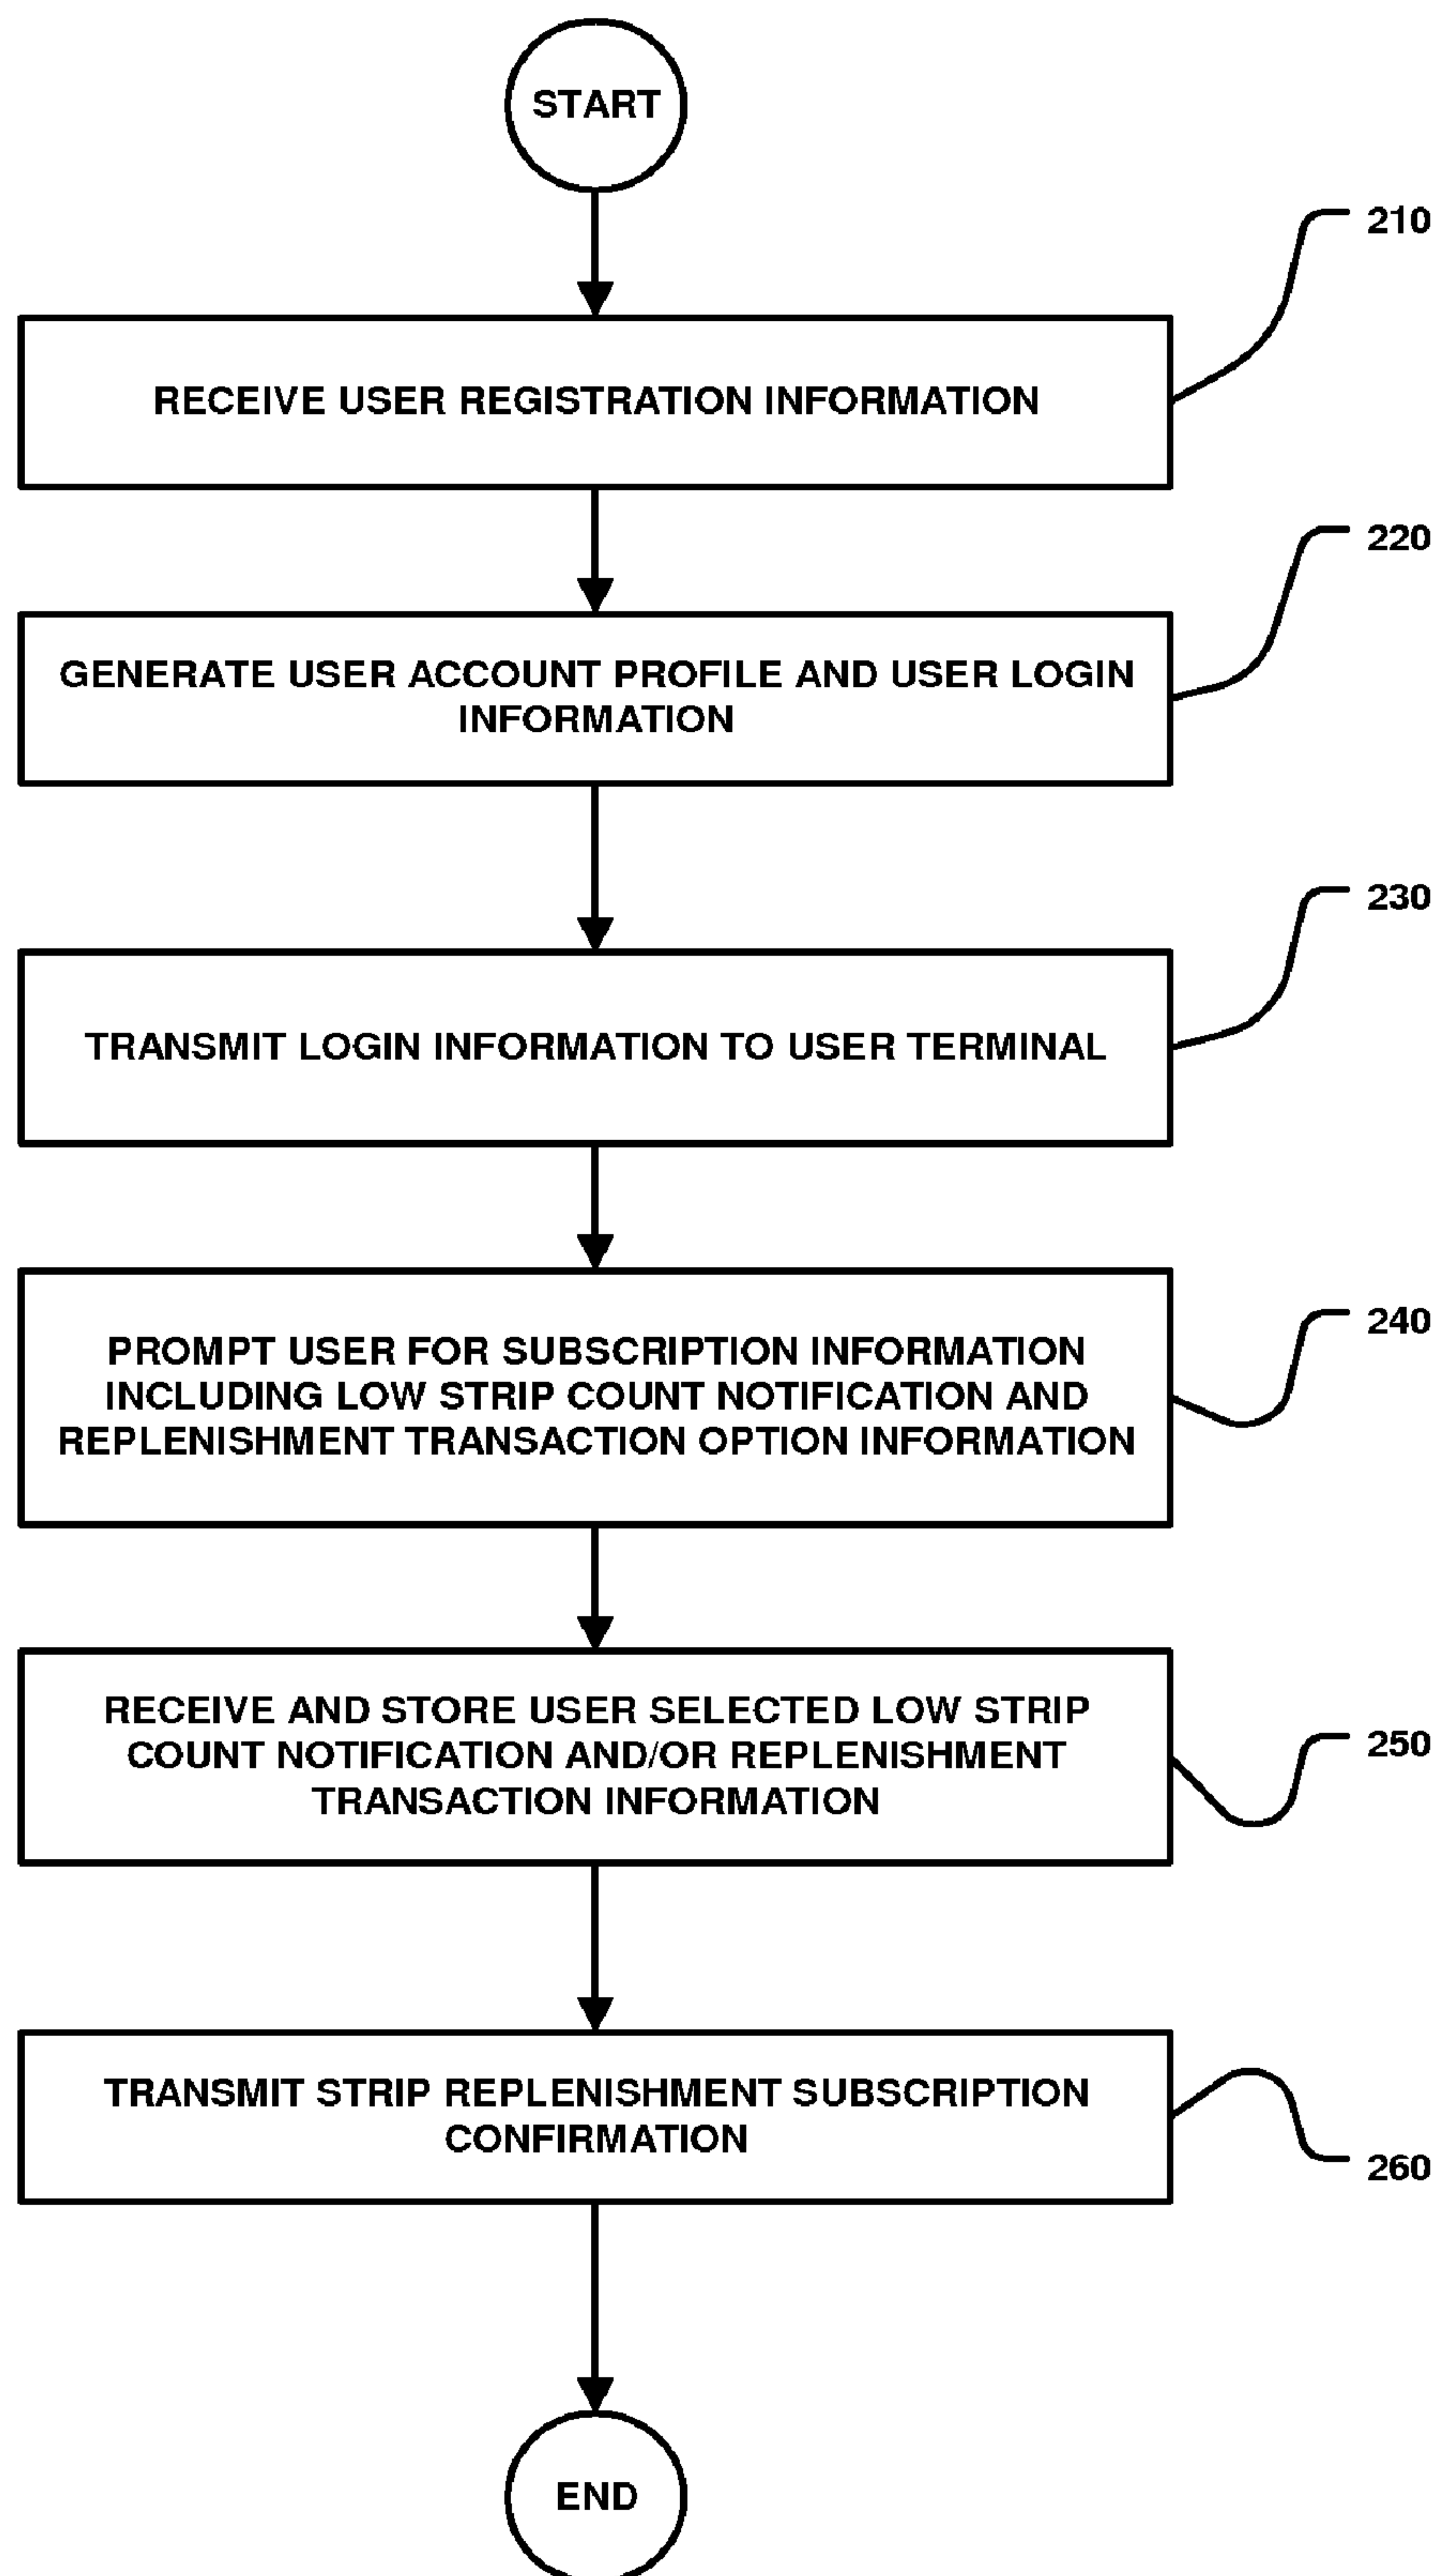 START
210
RECEIVE USER REGISTRATION INFORMATION
220
GENERATE USER ACCOUNT PROFILE AND USER LOGIN
INFORMATION
230
TRANSMIT LOGIN INFORMATION TO USER TERMINAL
240
PROMPT USER FOR SUBSCRIPTION INFORMATION
INCLUDING LOW STRIP COUNT NOTIFICATION AND
REPLENISHMENT TRANSACTION OPTION INFORMATION
250
RECEIVE AND STORE USER SELECTED LOW STRIP
COUNT NOTIFICATION AND/OR REPLENISHMENT
TRANSACTION INFORMATION
TRANSMIT STRIP REPLENISHMENT SUBSCRIPTION
CONFIRMATION
260
END